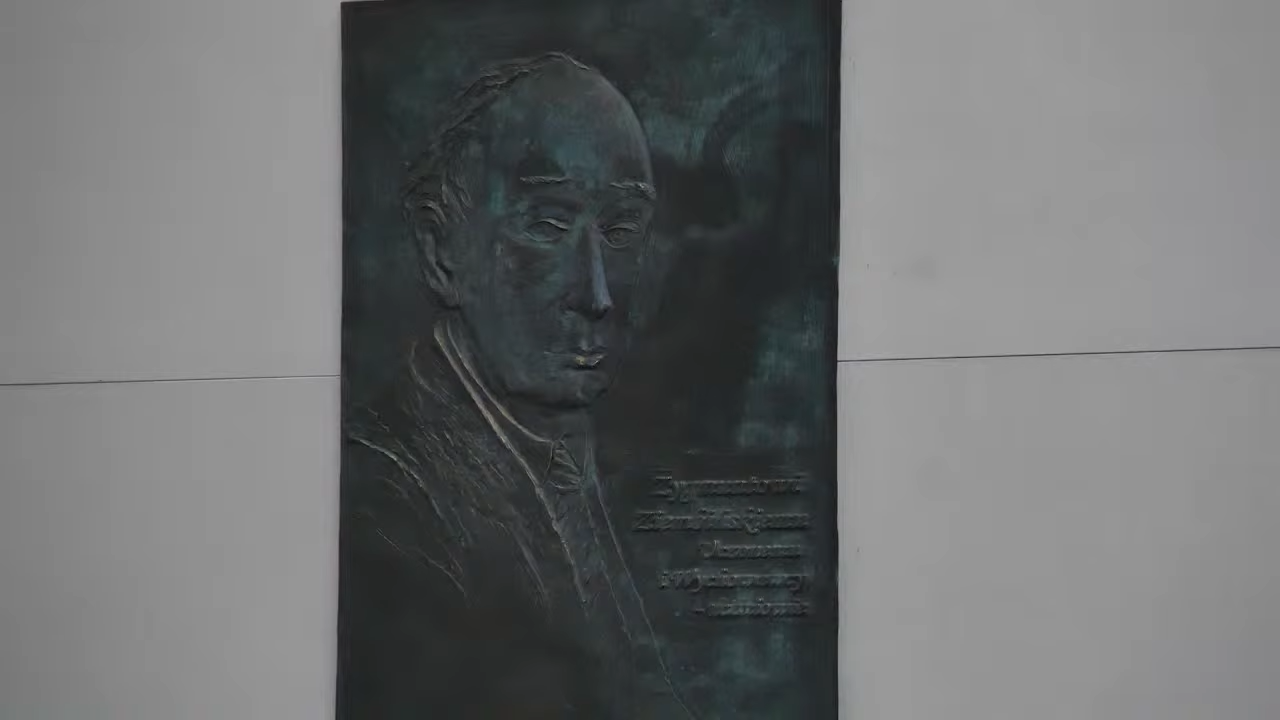 Zygmuntowi
Ziembińskiemu
Uczonemu
i Wychowawcy
- uczniowie